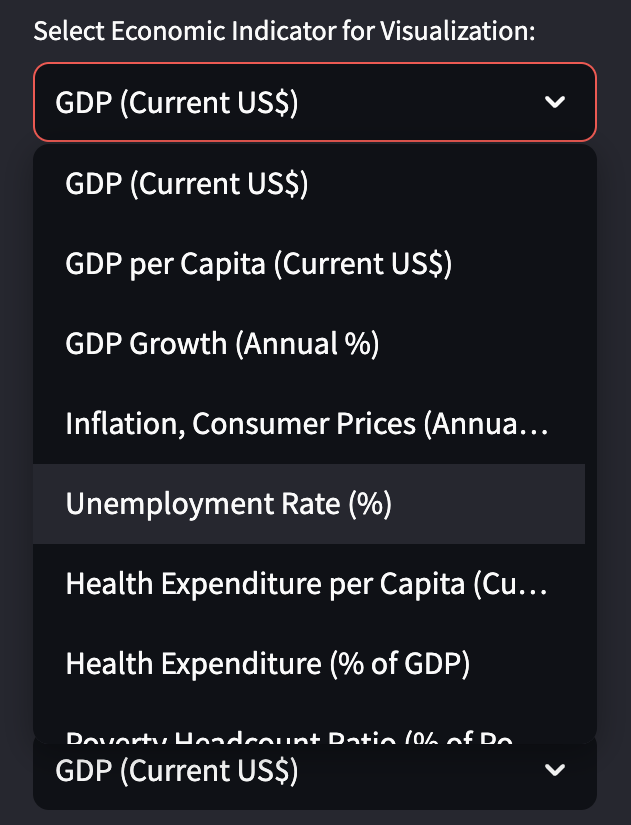 Select Economic Indicator for Visualization:
GDP (Current US$)
GDP (Current US$)
GDP per Capita (Current US$)
GDP Growth (Annual %)
Inflation, Consumer Prices (Annua...
Unemployment Rate (%)
Health Expenditure per Capita (Cu...
Health Expenditure (% of GDP)
Poverty Headcount Ratio (% of Po
GDP (Current US$)